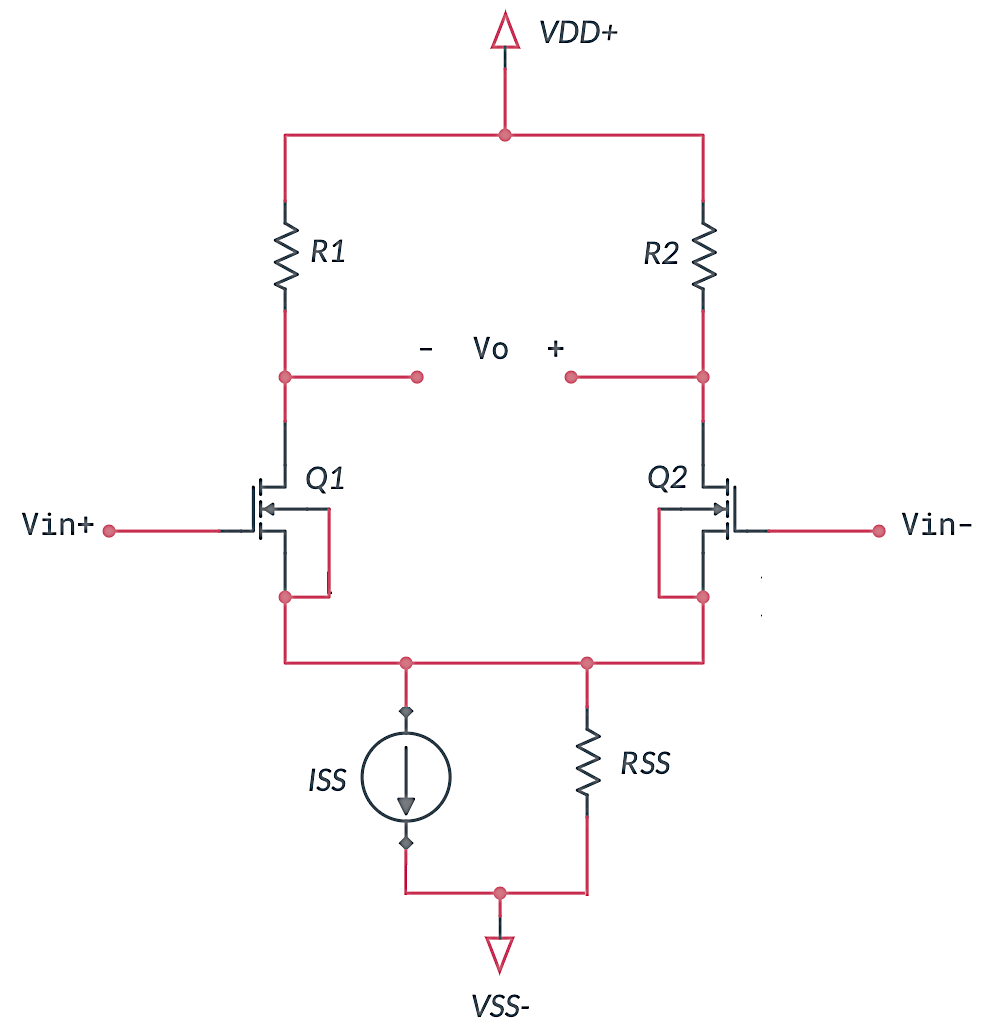 VDD+
R1
R2
- Vo +
Q1
Q2
Vin+
Vin-
ISS
RSS
VSS-